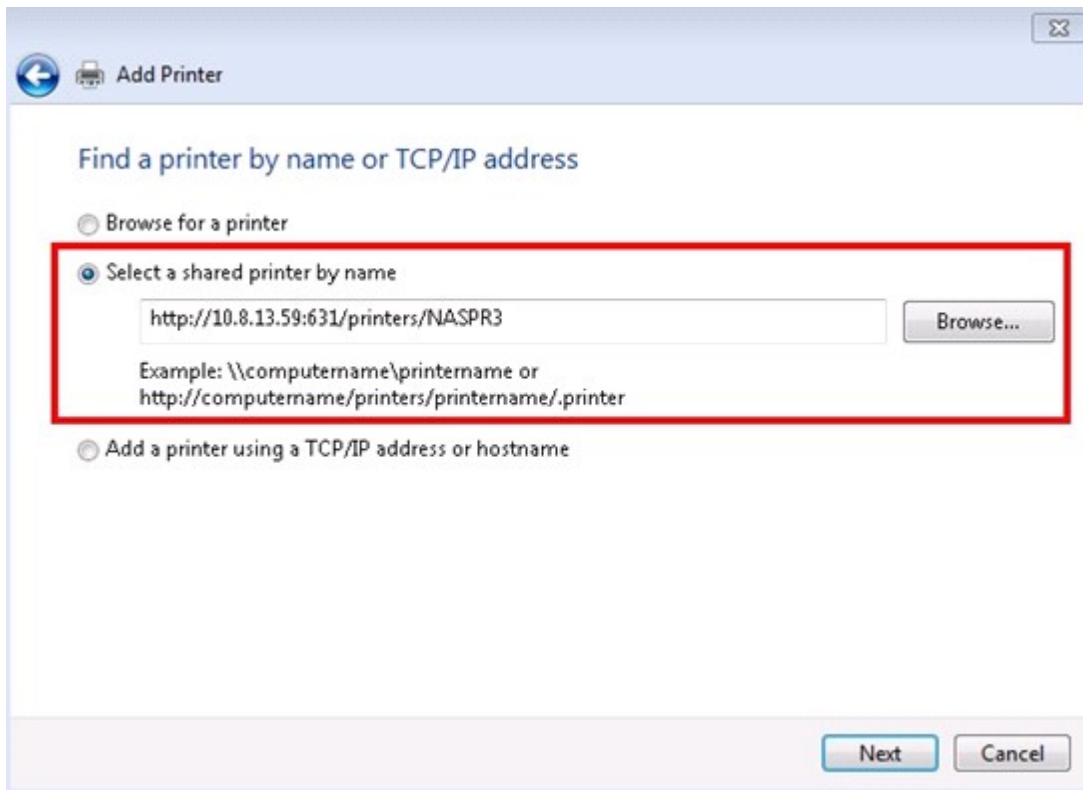 Add Printer
Find a printer by name or TCP/IP address
Browse for a printer
Select a shared printer by name
http://10.8.13.59:631/printers/NASPR3
Browse...
Example: \\computername\printername or
http://computername/printers/printername/.printer
Add a printer using a TCP/IP address or hostname
Next
Cancel